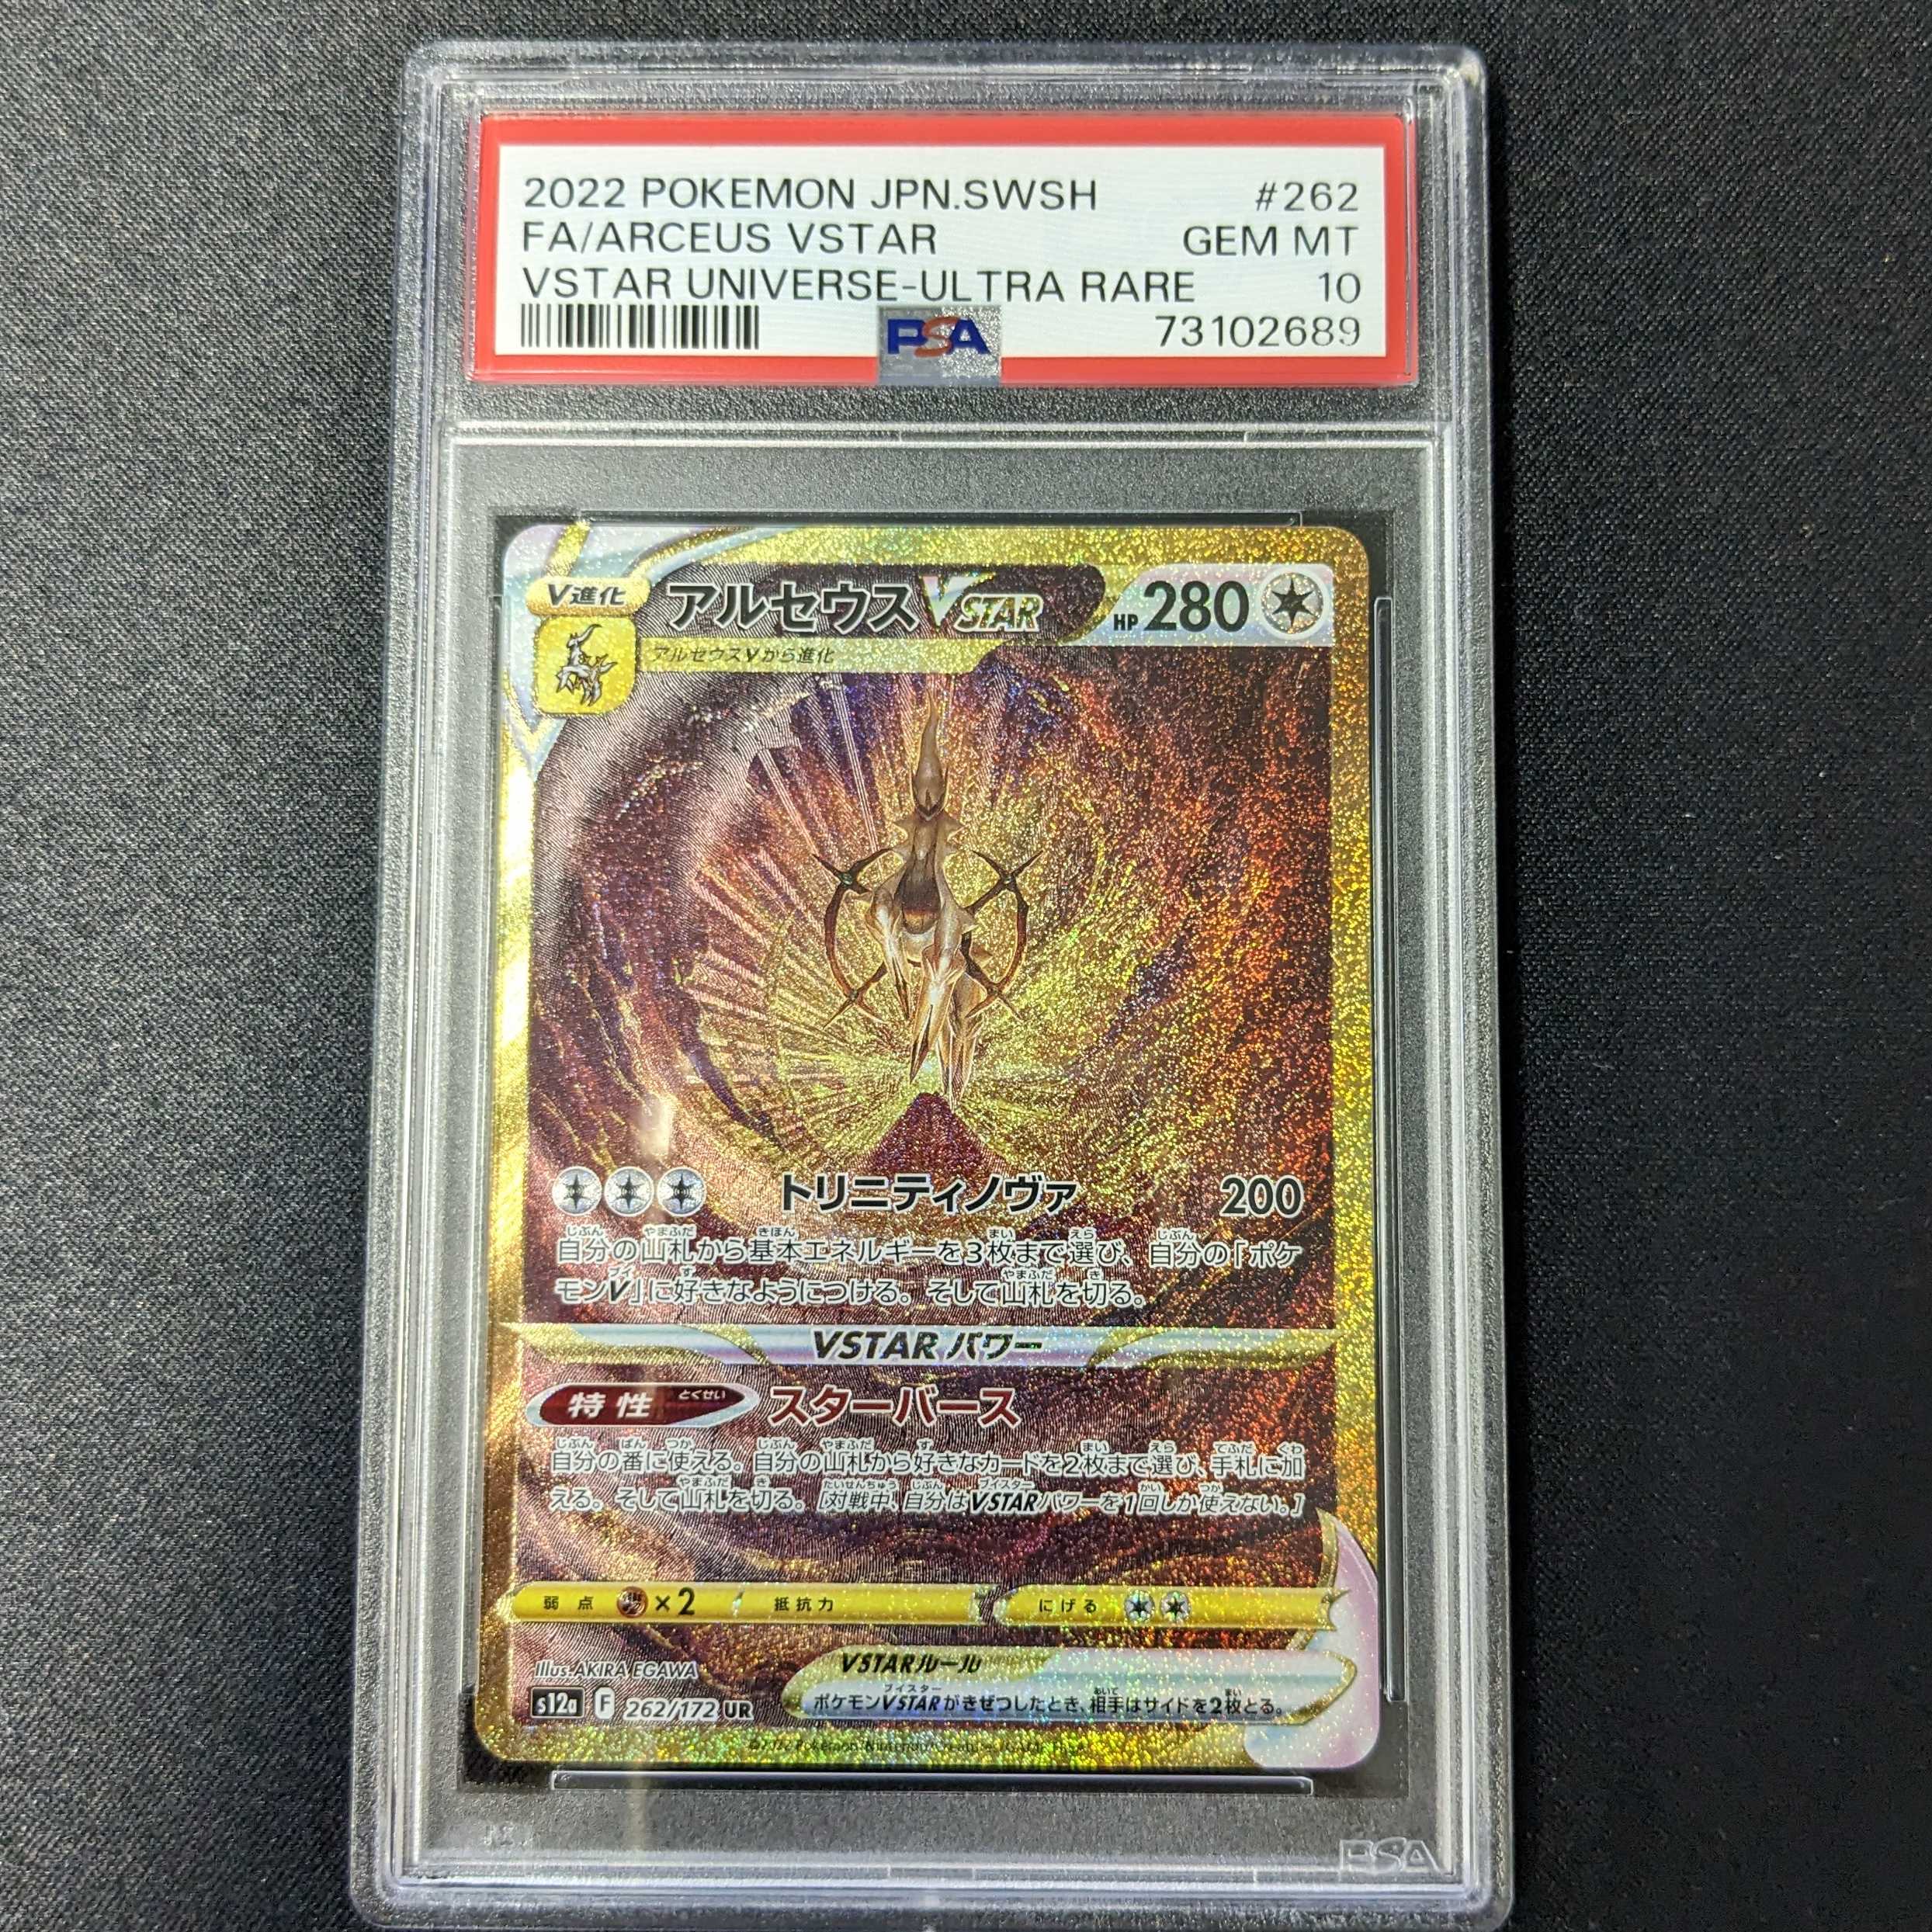 2022 POKEMON JPN.SWSH #262
FA/ARCEUS VSTAR GEM MT
VSTAR UNIVERSE-ULTRA RARE 10
PSA 73102689
V進化 アルセウスVSTAR HP 280
アルセウスVから進化
トリニティノヴァ 200
自分の山札から基本エネルギーを3枚まで選び、自分の「ポケ
モンV」に好きなようにつける。そして山札を切る。
VSTARパワー
特性 とくせい スターバース
自分の番に使える。自分の山札から好きなカードを2枚まで選び、手札に加
える。そして山札を切る。[対戦中、自分はVSTARパワーを1回しか使えない。]
弱点 ×2 抵抗力 にげる
Illus. AKIRA EGAWA
VSTARルール
s12a F 262/172 UR
ポケモンVSTARがきぜつしたとき、相手はサイドを2枚とる。
PSA